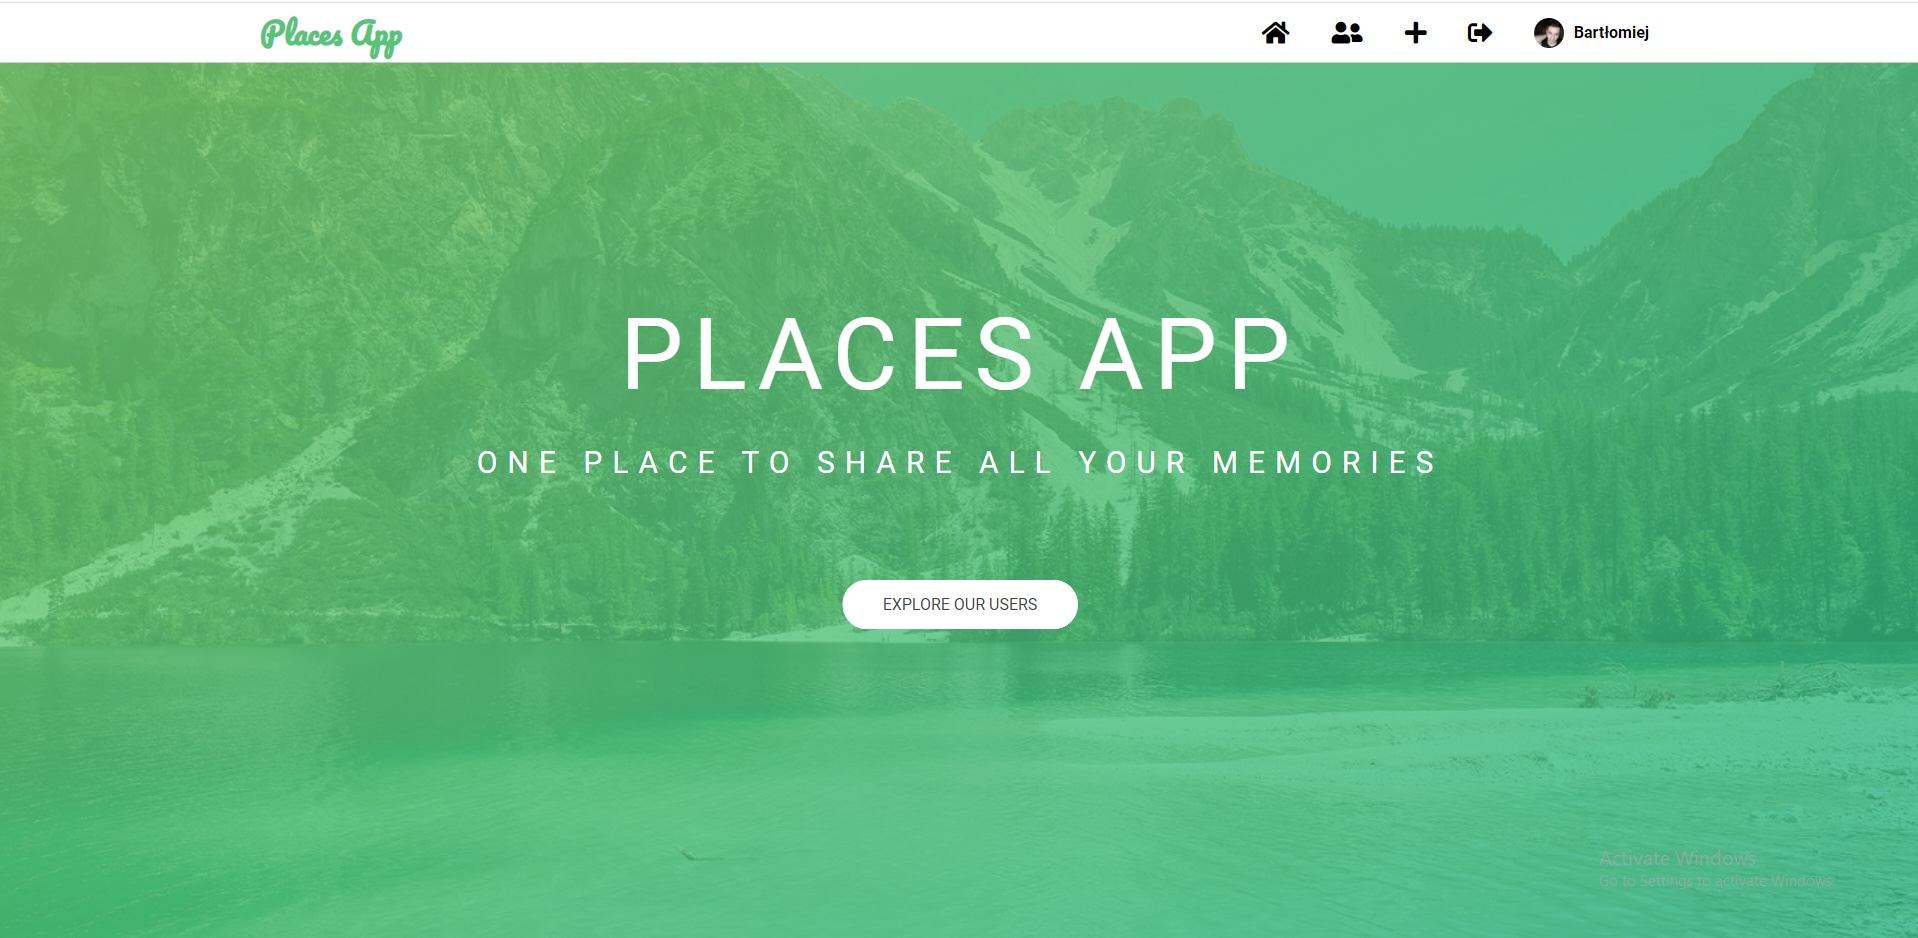 Places App
Bartłomiej
PLACES APP
ONE PLACE TO SHARE ALL YOUR MEMORIES
EXPLORE OUR USERS
Activate Windows
Go to Settings to activate Windows.